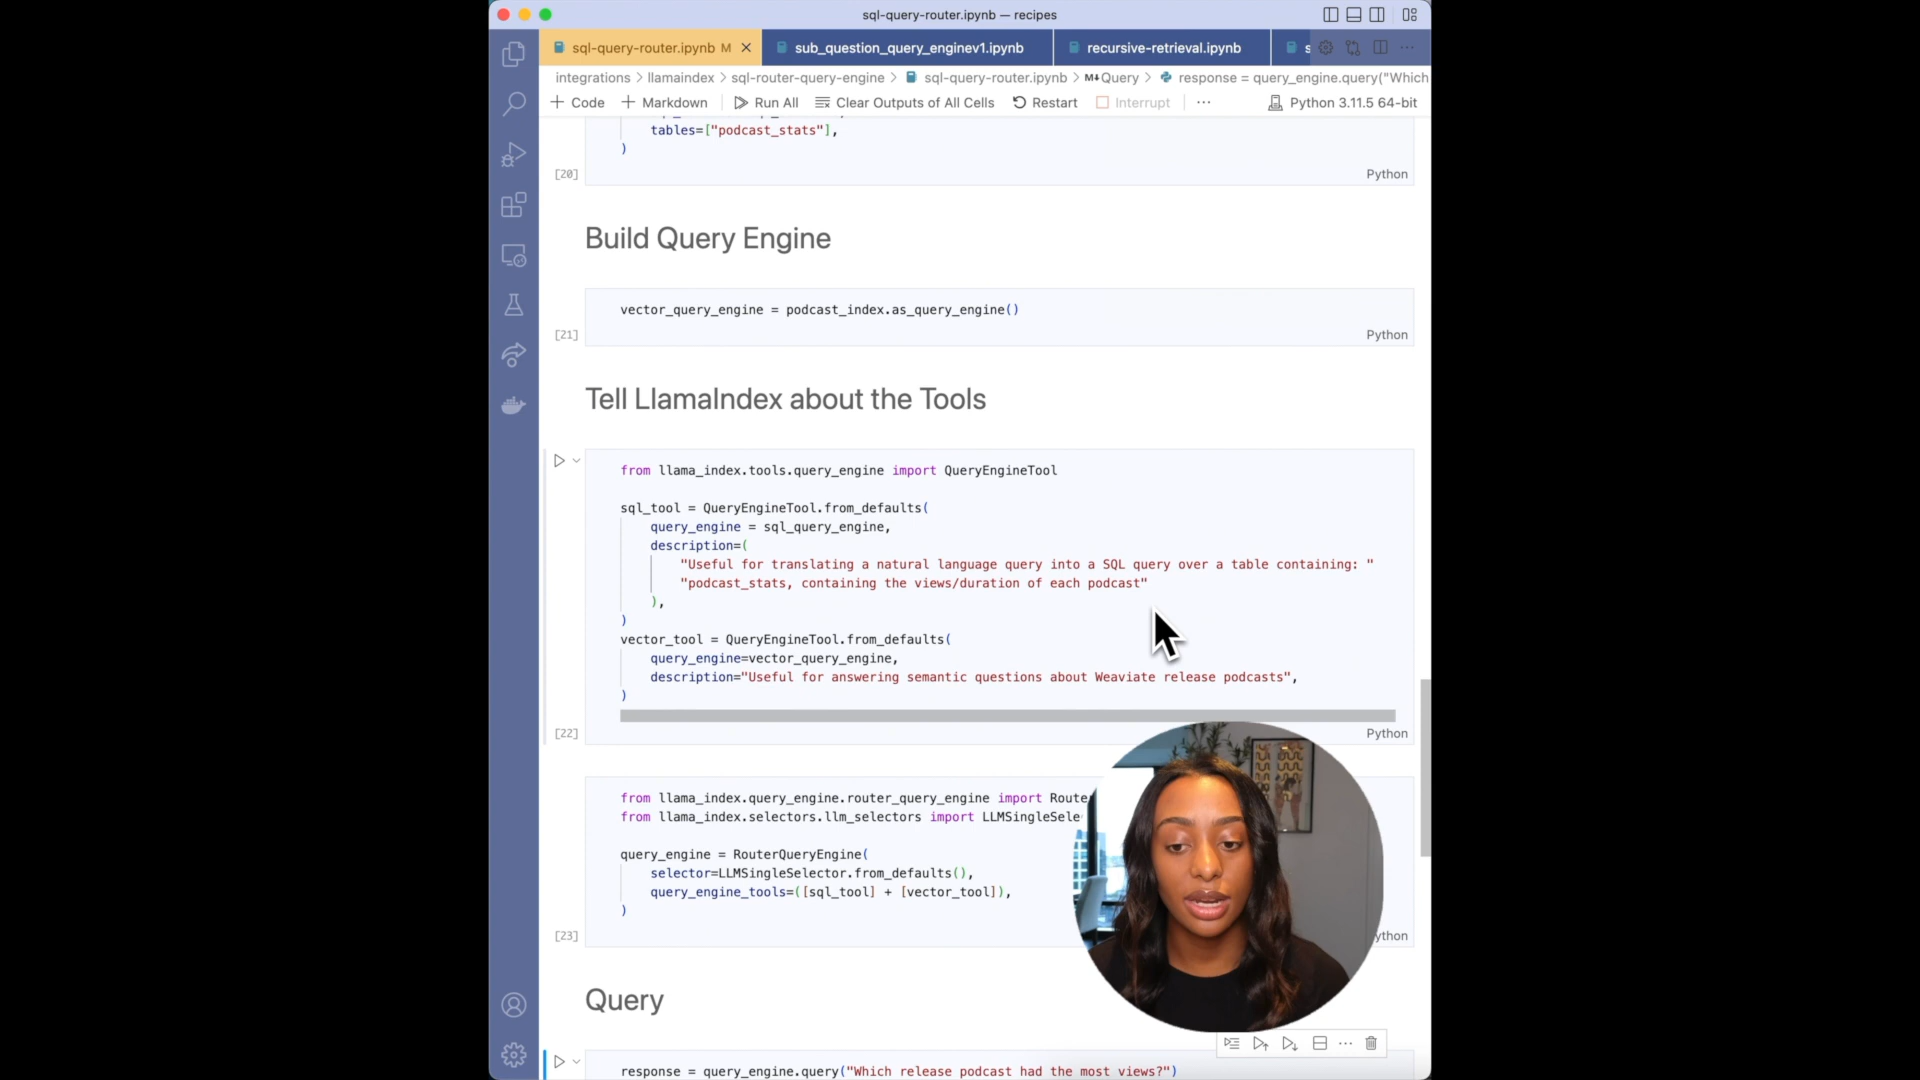 sql-query-router.ipynb — recipes
sql-query-router.ipynb M
sub_question_query_enginev1.ipynb
recursive-retrieval.ipynb
s
integrations > llamaindex > sql-router-query-engine > sql-query-router.ipynb > M↓Query > response = query_engine.query("Which
+ Code + Markdown Run All Clear Outputs of All Cells Restart Interrupt ··· Python 3.11.5 64-bit
tables=["podcast_stats"],
)
[20] Python
Build Query Engine
vector_query_engine = podcast_index.as_query_engine()
[21] Python
Tell LlamaIndex about the Tools
from llama_index.tools.query_engine import QueryEngineTool
sql_tool = QueryEngineTool.from_defaults(
query_engine = sql_query_engine,
description=(
"Useful for translating a natural language query into a SQL query over a table containing: "
"podcast_stats, containing the views/duration of each podcast"
),
)
vector_tool = QueryEngineTool.from_defaults(
query_engine=vector_query_engine,
description="Useful for answering semantic questions about Weaviate release podcasts",
)
[22] Python
from llama_index.query_engine.router_query_engine import Route
from llama_index.selectors.llm_selectors import LLMSingleSele
query_engine = RouterQueryEngine(
selector=LLMSingleSelector.from_defaults(),
query_engine_tools=([sql_tool] + [vector_tool]),
)
[23] ython
Query
response = query_engine.query("Which release podcast had the most views?")